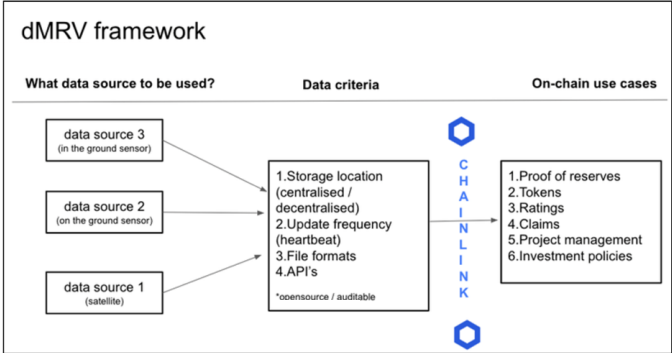 dMRV framework
What data source to be used?
Data criteria
On-chain use cases
data source 3
(in the ground sensor)
data source 2
(on the ground sensor)
data source 1
(satellite)
1.Storage location
(centralised /
decentralised)
2.Update frequency
(heartbeat)
3.File formats
4.API's
*opensource / auditable
CHAINLINK
1.Proof of reserves
2.Tokens
3.Ratings
4.Claims
5.Project management
6.Investment policies